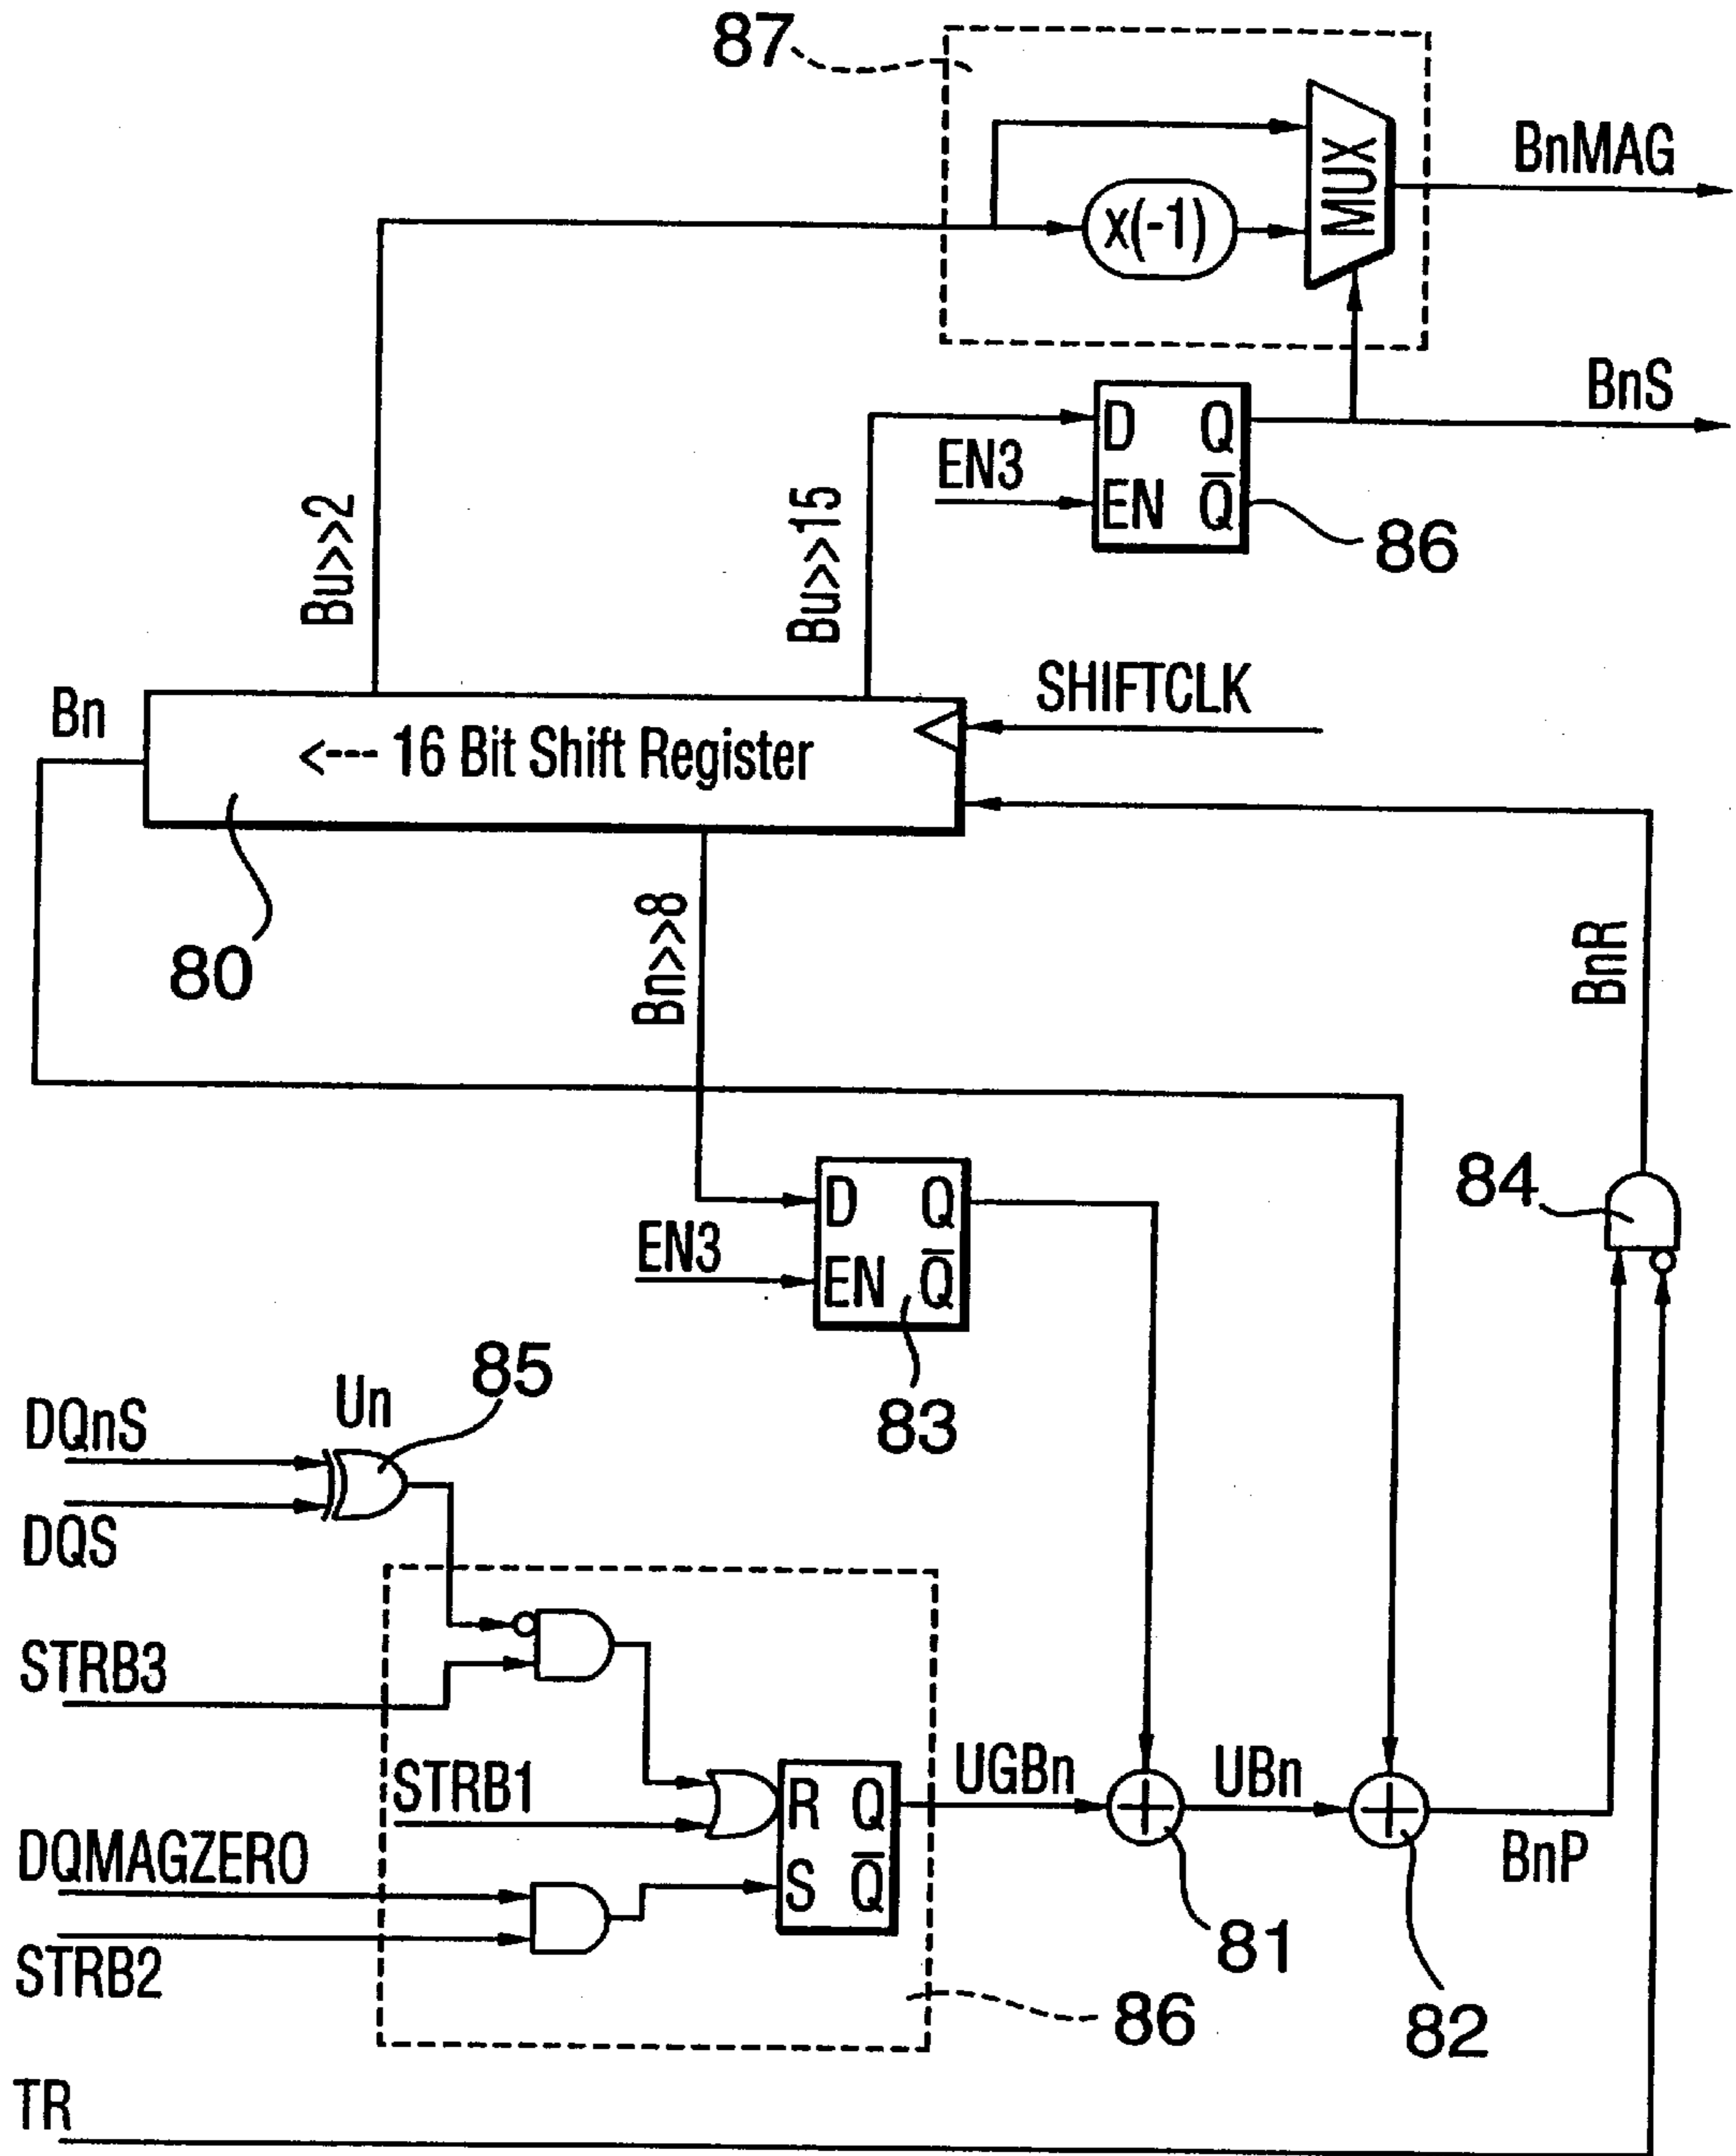 87
BnMAG
MUX
x(-1)
BnS
D Q
EN3
EN Q̅
86
Bu>>2
Bu>>15
SHIFTCLK
Bn
<--- 16 Bit Shift Register
80
Bn>>8
BnR
84
D Q
EN3
EN Q̅
83
85
Un
DQnS
DQS
STRB3
STRB1
R Q
UGBn
UBn
DQMAGZERO
S Q̅
BnP
STRB2
81
86
82
TR